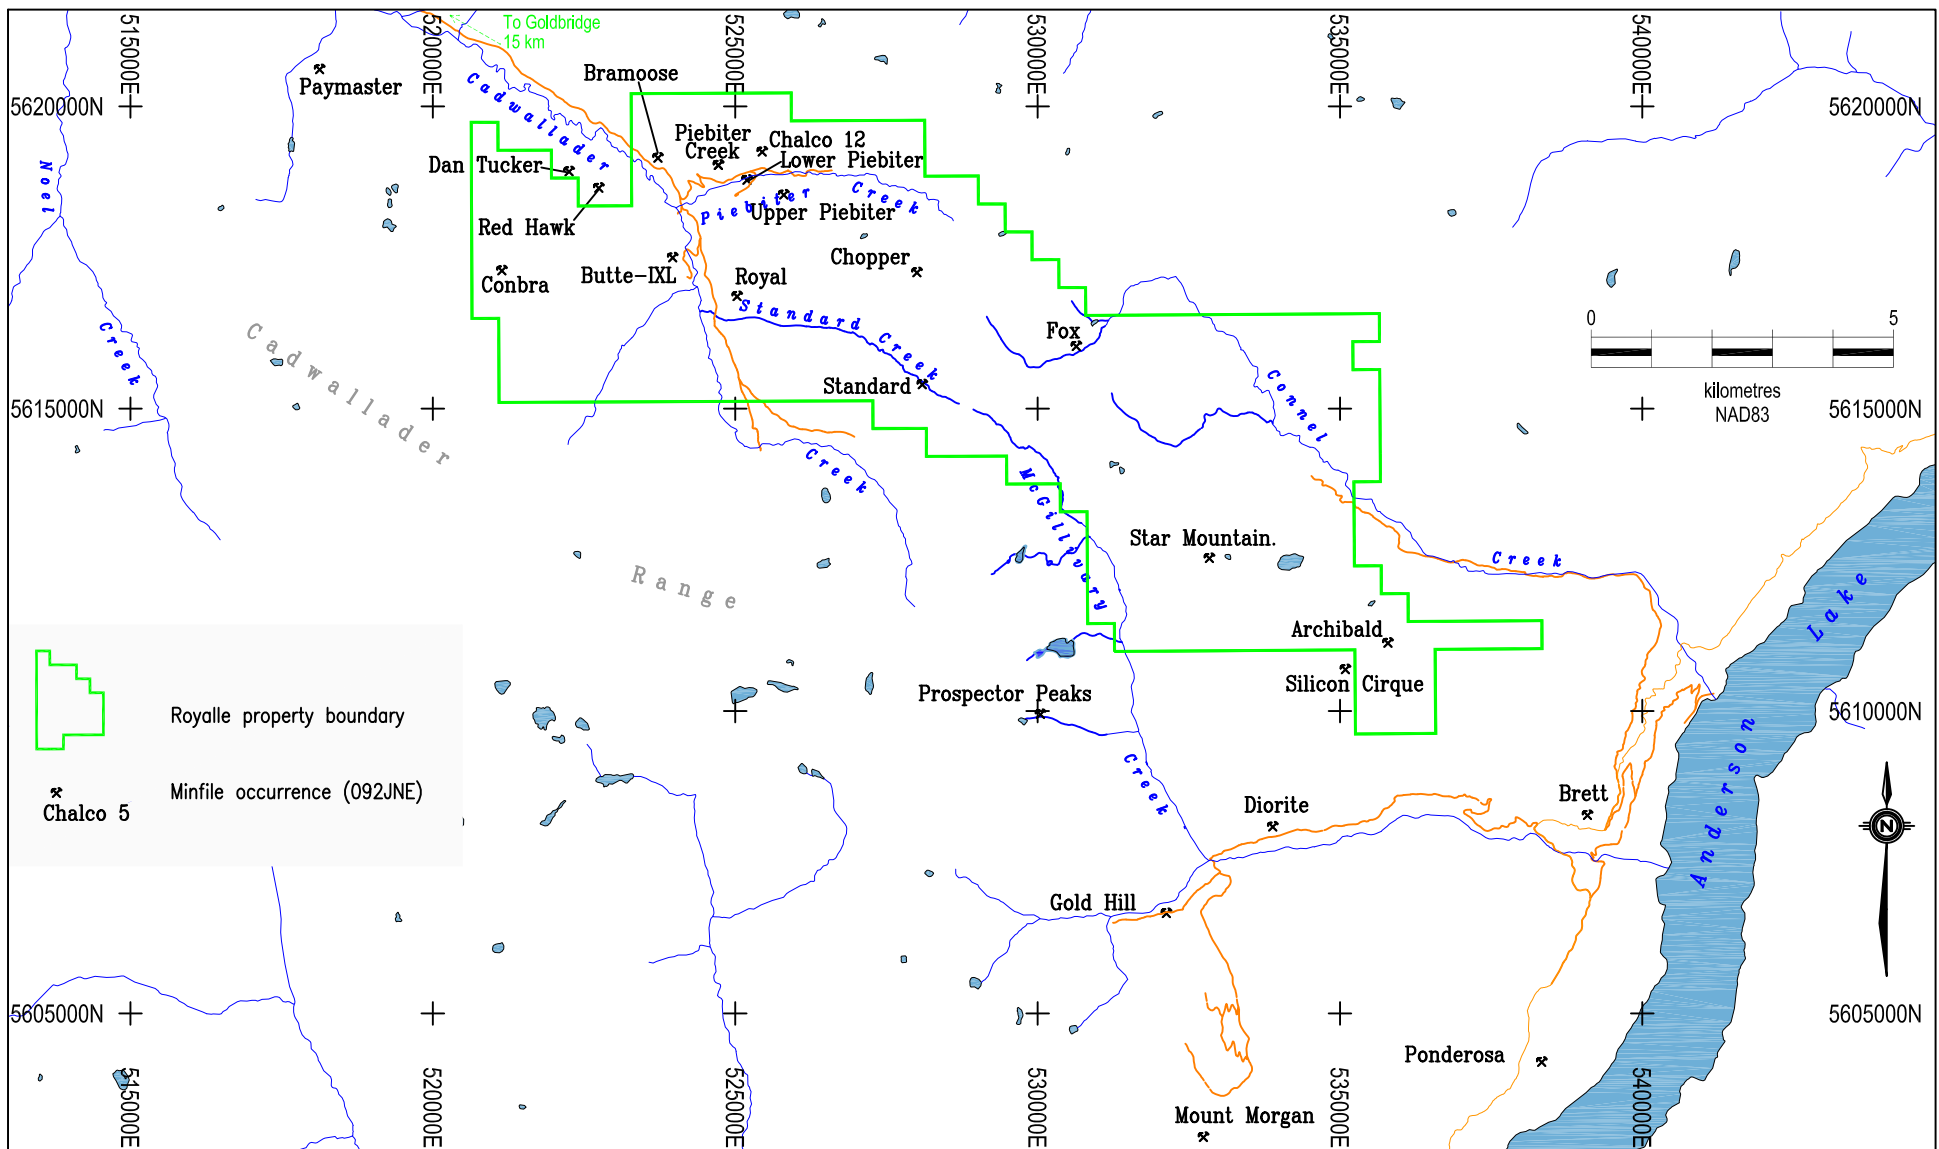 To Goldbridge
15 km
515000E
520000E
525000E
530000E
535000E
540000E
Paymaster
Bramoose
5620000N
5620000N
Cadwallader
Piebiter
Creek
Chalco 12
Lower Piebiter
Dan Tucker
Noel
Piebiter Creek
Upper Piebiter
Red Hawk
Chopper
Butte-IXL
Royal
Conbra
Standard Creek
Fox
0 5
kilometres
NAD83
Cadwallader
Creek
Connel
Standard
5615000N
5615000N
Creek
McGillivary
Star Mountain.
Creek
Range
Lake
Archibald
Silicon Cirque
Prospector Peaks
Royalle property boundary
5610000N
Anderson
Creek
Minfile occurrence (092JNE)
Chalco 5
Diorite
Brett
N
Gold Hill
5605000N
5605000N
Ponderosa
Mount Morgan
515000E
520000E
525000E
530000E
535000E
540000E